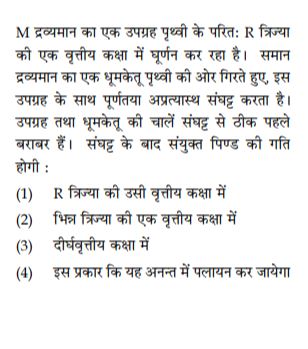 M द्रव्यमान का एक उपग्रह पृथ्वी के परित: R त्रिज्या
की एक वृत्तीय कक्षा में घूर्णन कर रहा है। समान
द्रव्यमान का एक धूमकेतू पृथ्वी की ओर गिरते हुए, इस
उपग्रह के साथ पूर्णतया अप्रत्यास्थ संघट्ट करता है।
उपग्रह तथा धूमकेतू की चालें संघट्ट से ठीक पहले
बराबर हैं। संघट्ट के बाद संयुक्त पिण्ड की गति
होगी :
(1) R त्रिज्या की उसी वृत्तीय कक्षा में
(2) भिन्न त्रिज्या की एक वृत्तीय कक्षा में
(3) दीर्घवृत्तीय कक्षा में
(4) इस प्रकार कि यह अनन्त में पलायन कर जायेगा